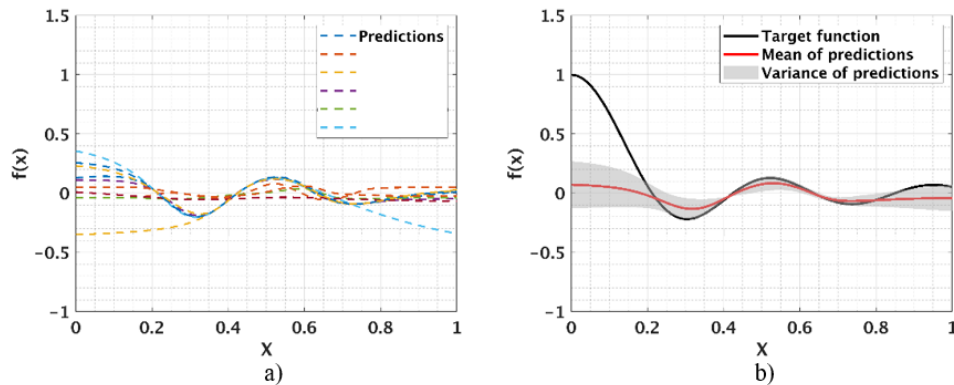 1.5
1
0.5
0
−0.5
−1
f(x)
Predictions
0
0.2
0.4
0.6
0.8
1
X
a)
1.5
1
0.5
0
−0.5
−1
f(x)
Target function
Mean of predictions
Variance of predictions
0
0.2
0.4
0.6
0.8
1
X
b)